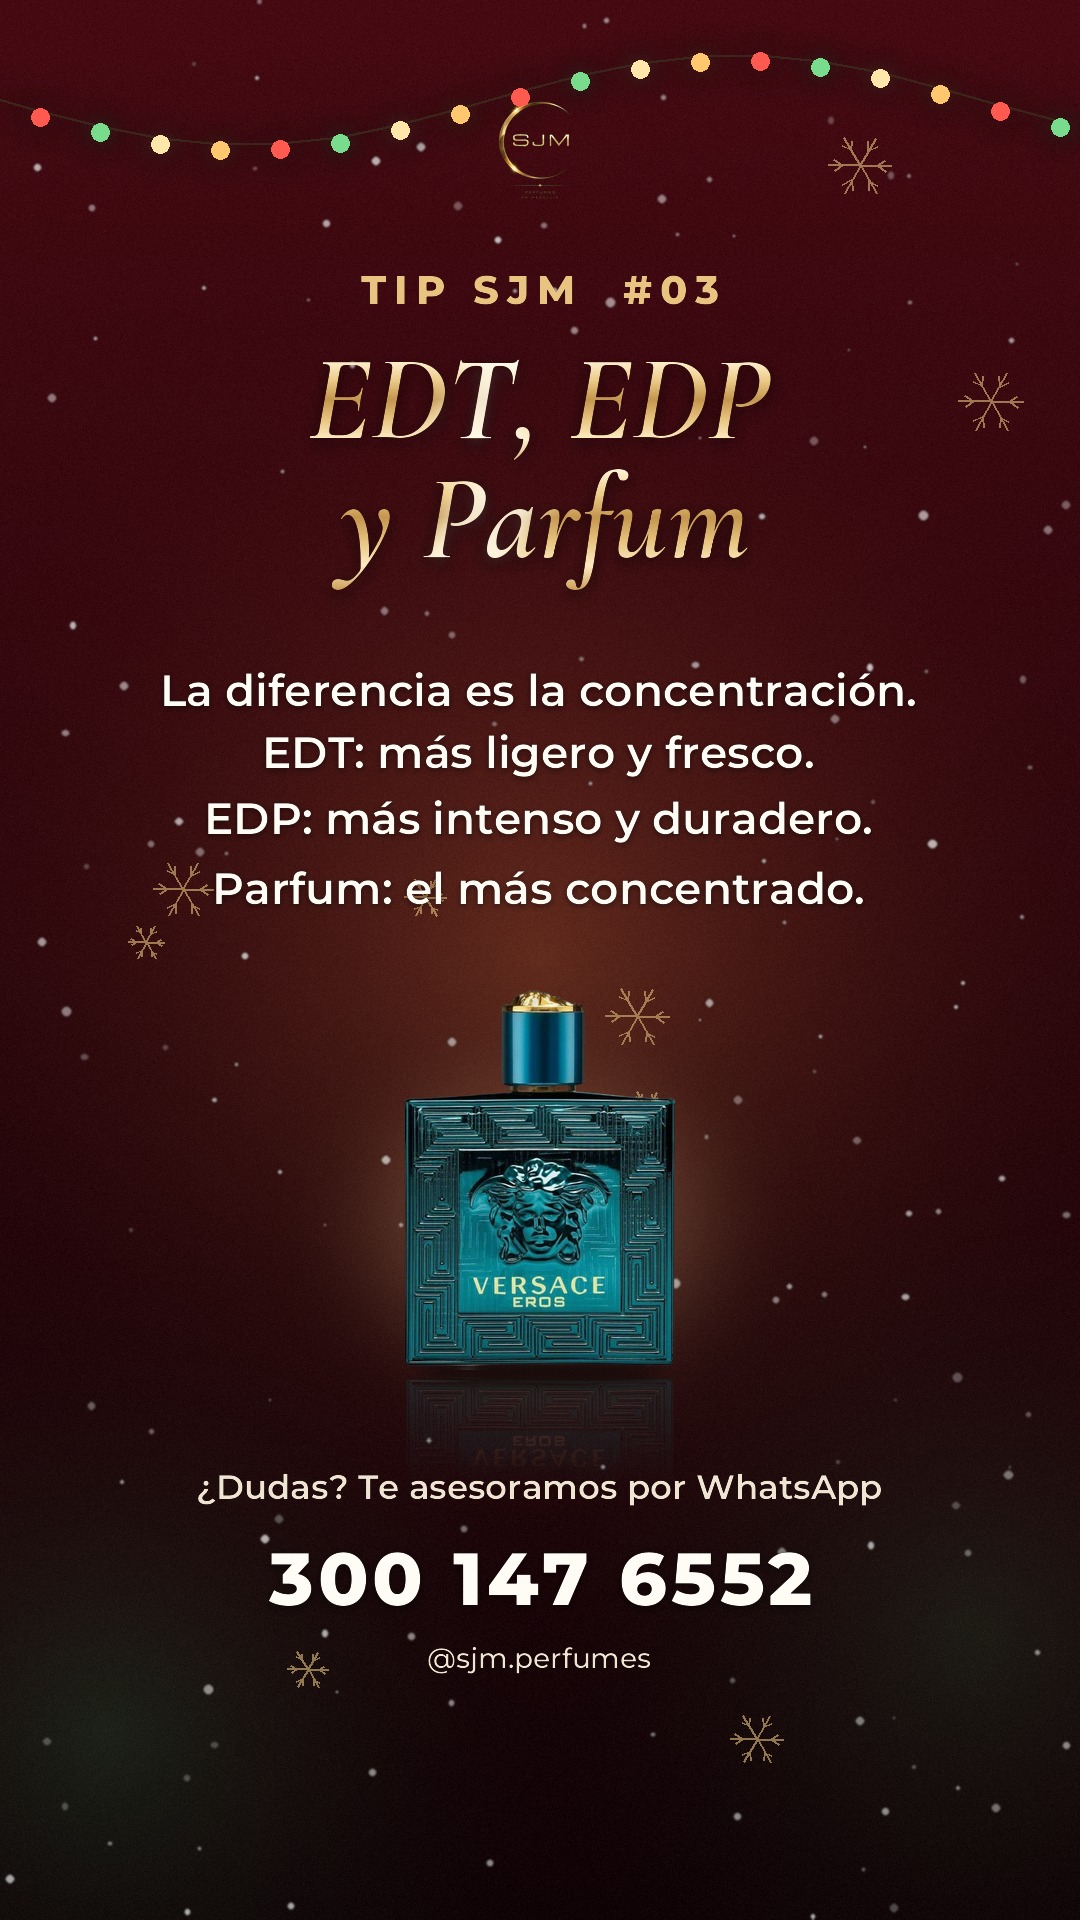 SJM
TIP SJM #03
EDT, EDP
y Parfum
La diferencia es la concentración.
EDT: más ligero y fresco.
EDP: más intenso y duradero.
Parfum: el más concentrado.
VERSACE
EROS
¿Dudas? Te asesoramos por WhatsApp
300 147 6552
@sjm.perfumes